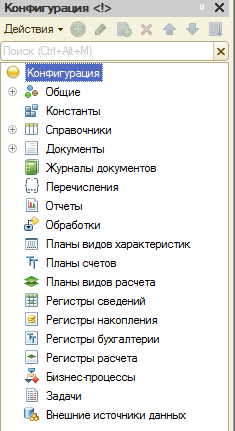 Конфигурация <!>
Действия
Поиск (Ctrl+Alt+M)
Конфигурация
Общие
Константы
Справочники
Документы
Журналы документов
Перечисления
Отчеты
Обработки
Планы видов характеристик
Планы счетов
Планы видов расчета
Регистры сведений
Регистры накопления
Регистры бухгалтерии
Регистры расчета
Бизнес-процессы
Задачи
Внешние источники данных